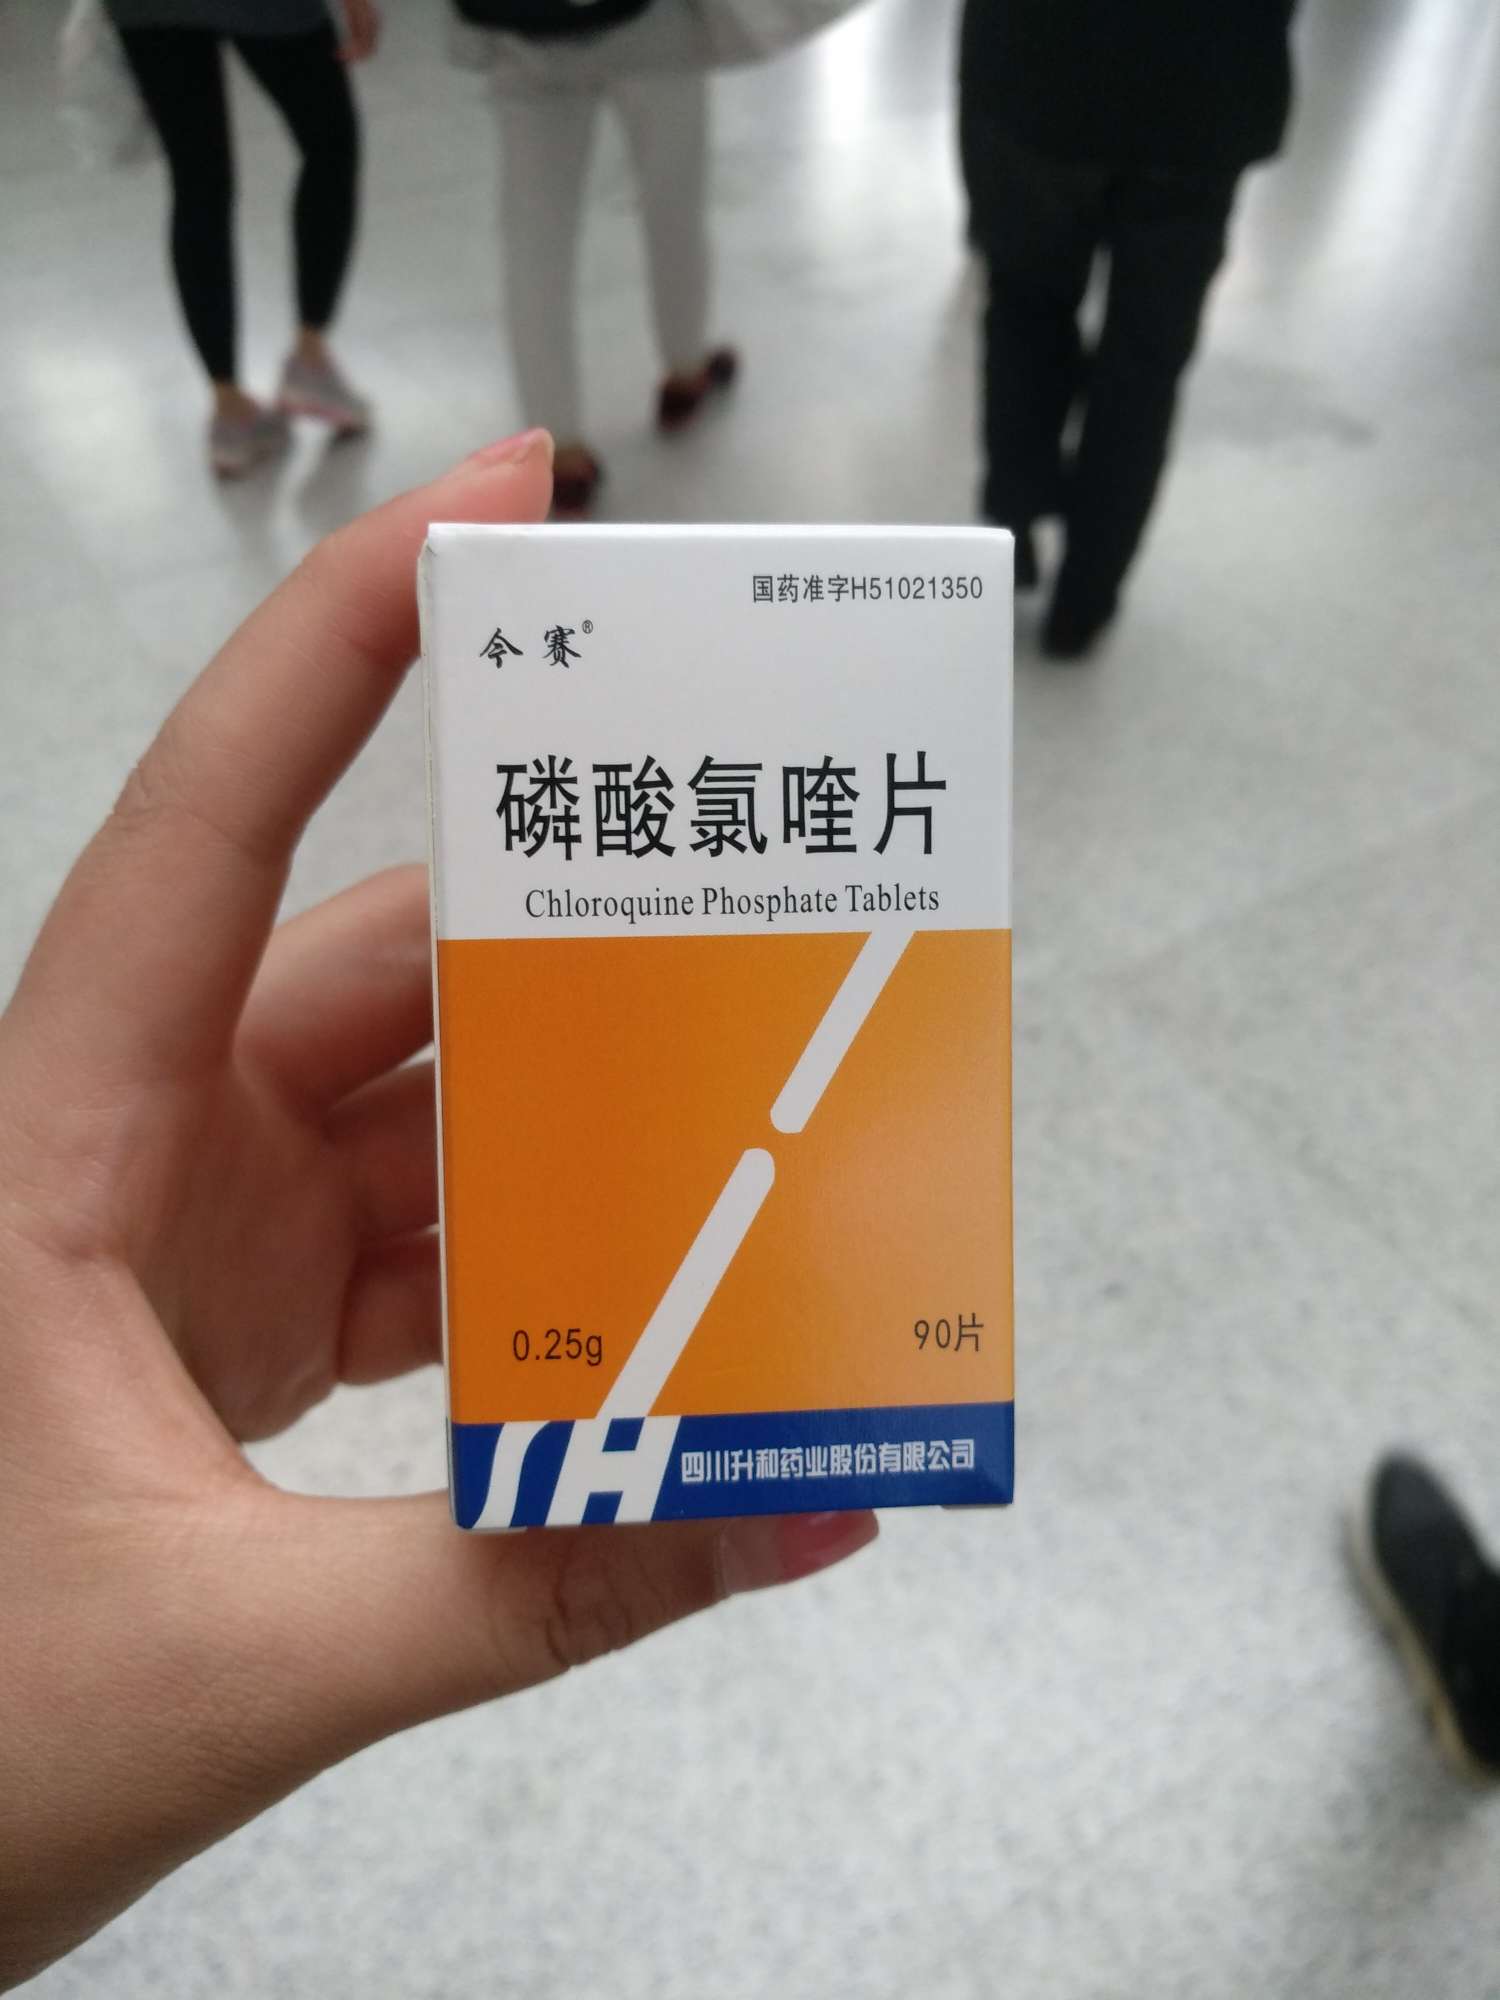 国药准字H51021350
今赛®
磷酸氯喹片
Chloroquine Phosphate Tablets
0.25g
90片
SH 四川升和药业股份有限公司